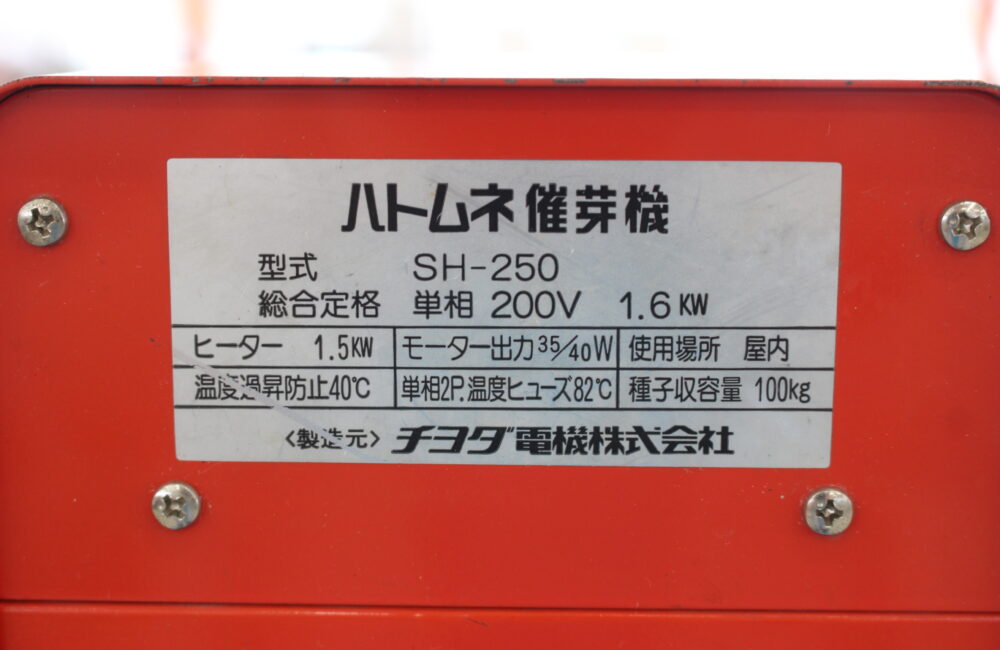 ハトムネ催芽機
型式 SH-250
総合定格 単相 200V 1.6KW
ヒーター 1.5KW モーター出力35/40W 使用場所 屋内
温度過昇防止40℃ 単相2P.温度ヒューズ82℃ 種子収容量 100kg
〈製造元〉チヨダ電機株式会社